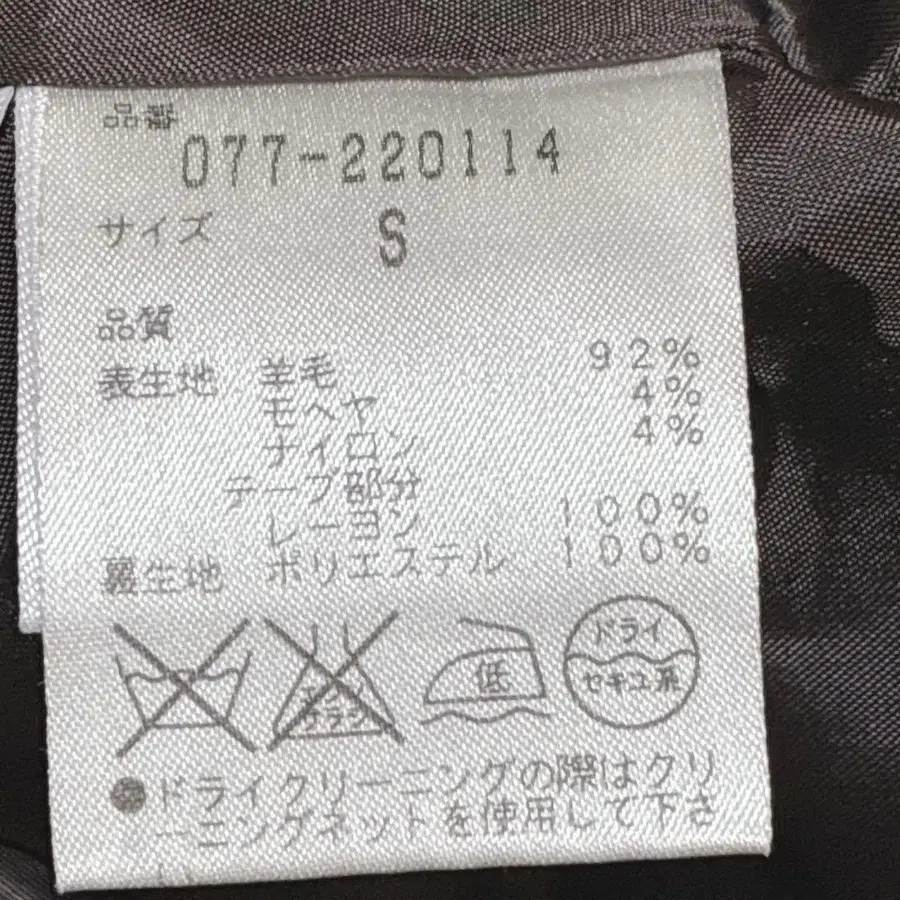 品番
077-220114
サイズ S
品質
表生地 羊毛 92%
モヘヤ 4%
ナイロン 4%
テープ部分
レーヨン 100%
裏生地 ポリエステル 100%
エンソ
サラシ
低
ドライ
セキユ系
●ドライクリーニングの際はクリ
ーニングネットを使用して下さ
い